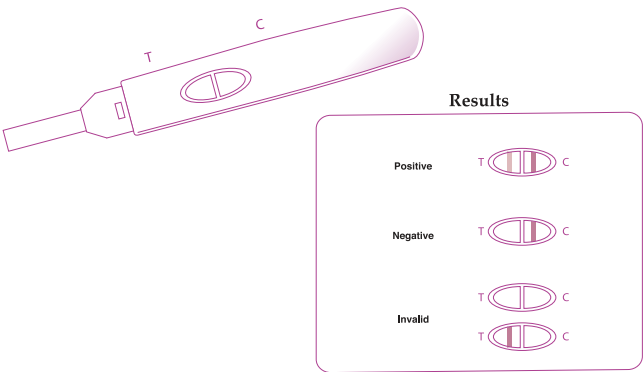 T C
Results
Positive T C
Negative T C
T C
Invalid
T C